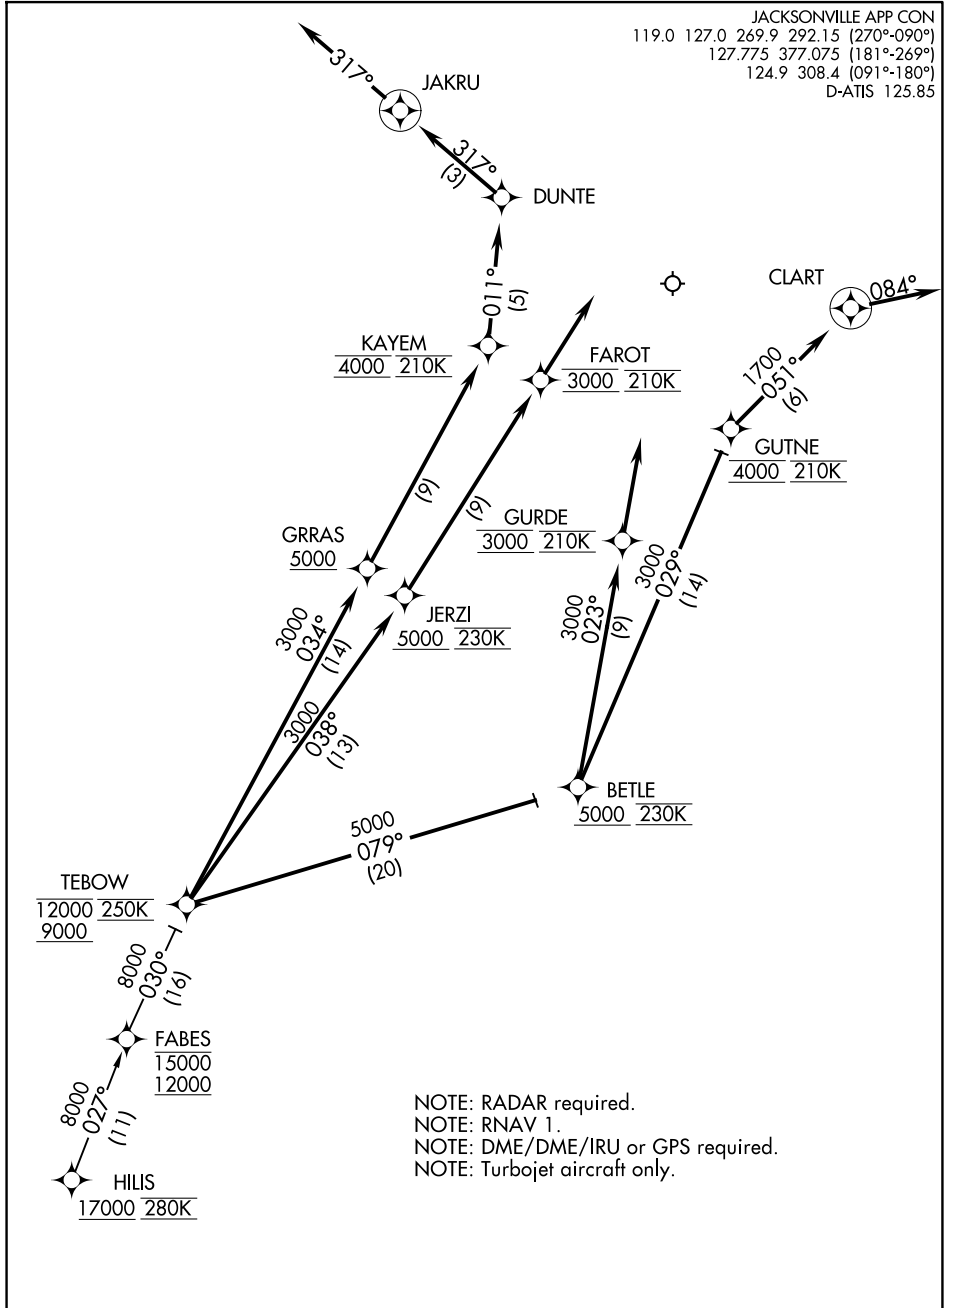 JACKSONVILLE APP CON
119.0 127.0 269.9 292.15 (270°-090°)
127.775 377.075 (181°-269°)
124.9 308.4 (091°-180°)
D-ATIS 125.85
317°
JAKRU
317°
(3)
DUNTE
CLART
084°
011°
(5)
KAYEM
4000 210K
FAROT
3000 210K
1700
051°
(6)
GUTNE
4000 210K
(9)
(9)
GURDE
3000 210K
GRRAS
5000
3000
029°
(14)
JERZI
5000 230K
3000
023°
(9)
3000
034°
(14)
3000
038°
(13)
BETLE
5000 230K
5000
079°
(20)
TEBOW
12000 250K
9000
8000
030°
(16)
FABES
15000
12000
8000
027°
(11)
HILIS
17000 280K
NOTE: RADAR required.
NOTE: RNAV 1.
NOTE: DME/DME/IRU or GPS required.
NOTE: Turbojet aircraft only.